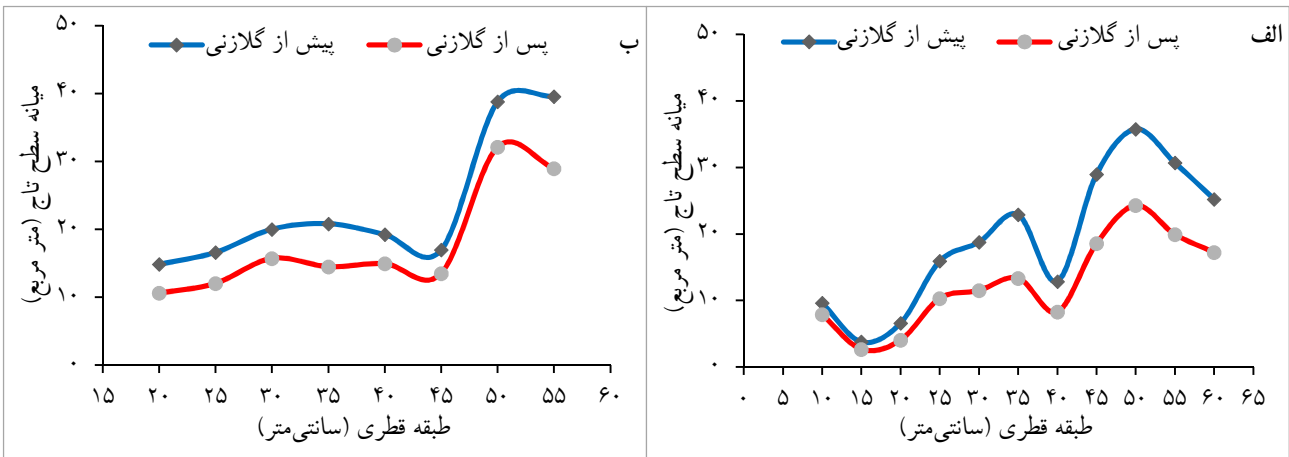 الف
پیش از گلازنی
پس از گلازنی
میانه سطح تاج (متر مربع)
۵۰
۴۰
۳۰
۲۰
۱۰
۰
۰ ۵ ۱۰ ۱۵ ۲۰ ۲۵ ۳۰ ۳۵ ۴۰ ۴۵ ۵۰ ۵۵ ۶۰ ۶۵
طبقه قطری (سانتی‌متر)
ب
پیش از گلازنی
پس از گلازنی
میانه سطح تاج (متر مربع)
۵۰
۴۰
۳۰
۲۰
۱۰
۰
۱۵ ۲۰ ۲۵ ۳۰ ۳۵ ۴۰ ۴۵ ۵۰ ۵۵ ۶۰
طبقه قطری (سانتی‌متر)